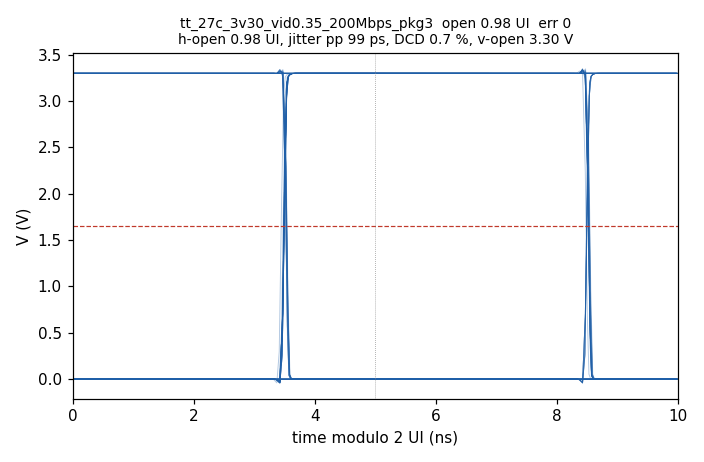 tt_27c_3v30_vid0.35_200Mbps_pkg3  open 0.98 UI  err 0
h-open 0.98 UI, jitter pp 99 ps, DCD 0.7 %, v-open 3.30 V
3.5
3.0
2.5
2.0
1.5
1.0
0.5
0.0
V (V)
0 2 4 6 8 10
time modulo 2 UI (ns)